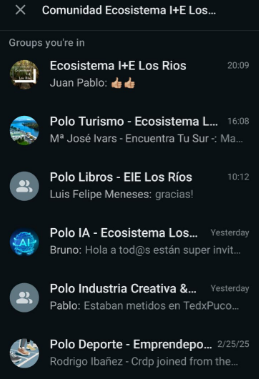 Comunidad Ecosistema I+E Los...
Groups you're in
Ecosistema I+E Los Rios 20:09
Juan Pablo: 👍🏼👍🏼
Polo Turismo - Ecosistema L... 16:08
Mª José Ivars - Encuentra Tu Sur -: Ma...
Polo Libros - EIE Los Ríos 10:12
Luis Felipe Meneses: gracias!
Polo IA - Ecosistema Los... Yesterday
Bruno: Hola a tod@s están super invit...
Polo Industria Creativa &... Yesterday
Pablo: Estaban metidos en TedxPuco...
Polo Deporte - Emprendepo... 2/25/25
Rodrigo Ibañez - Crdp joined from the...
AI